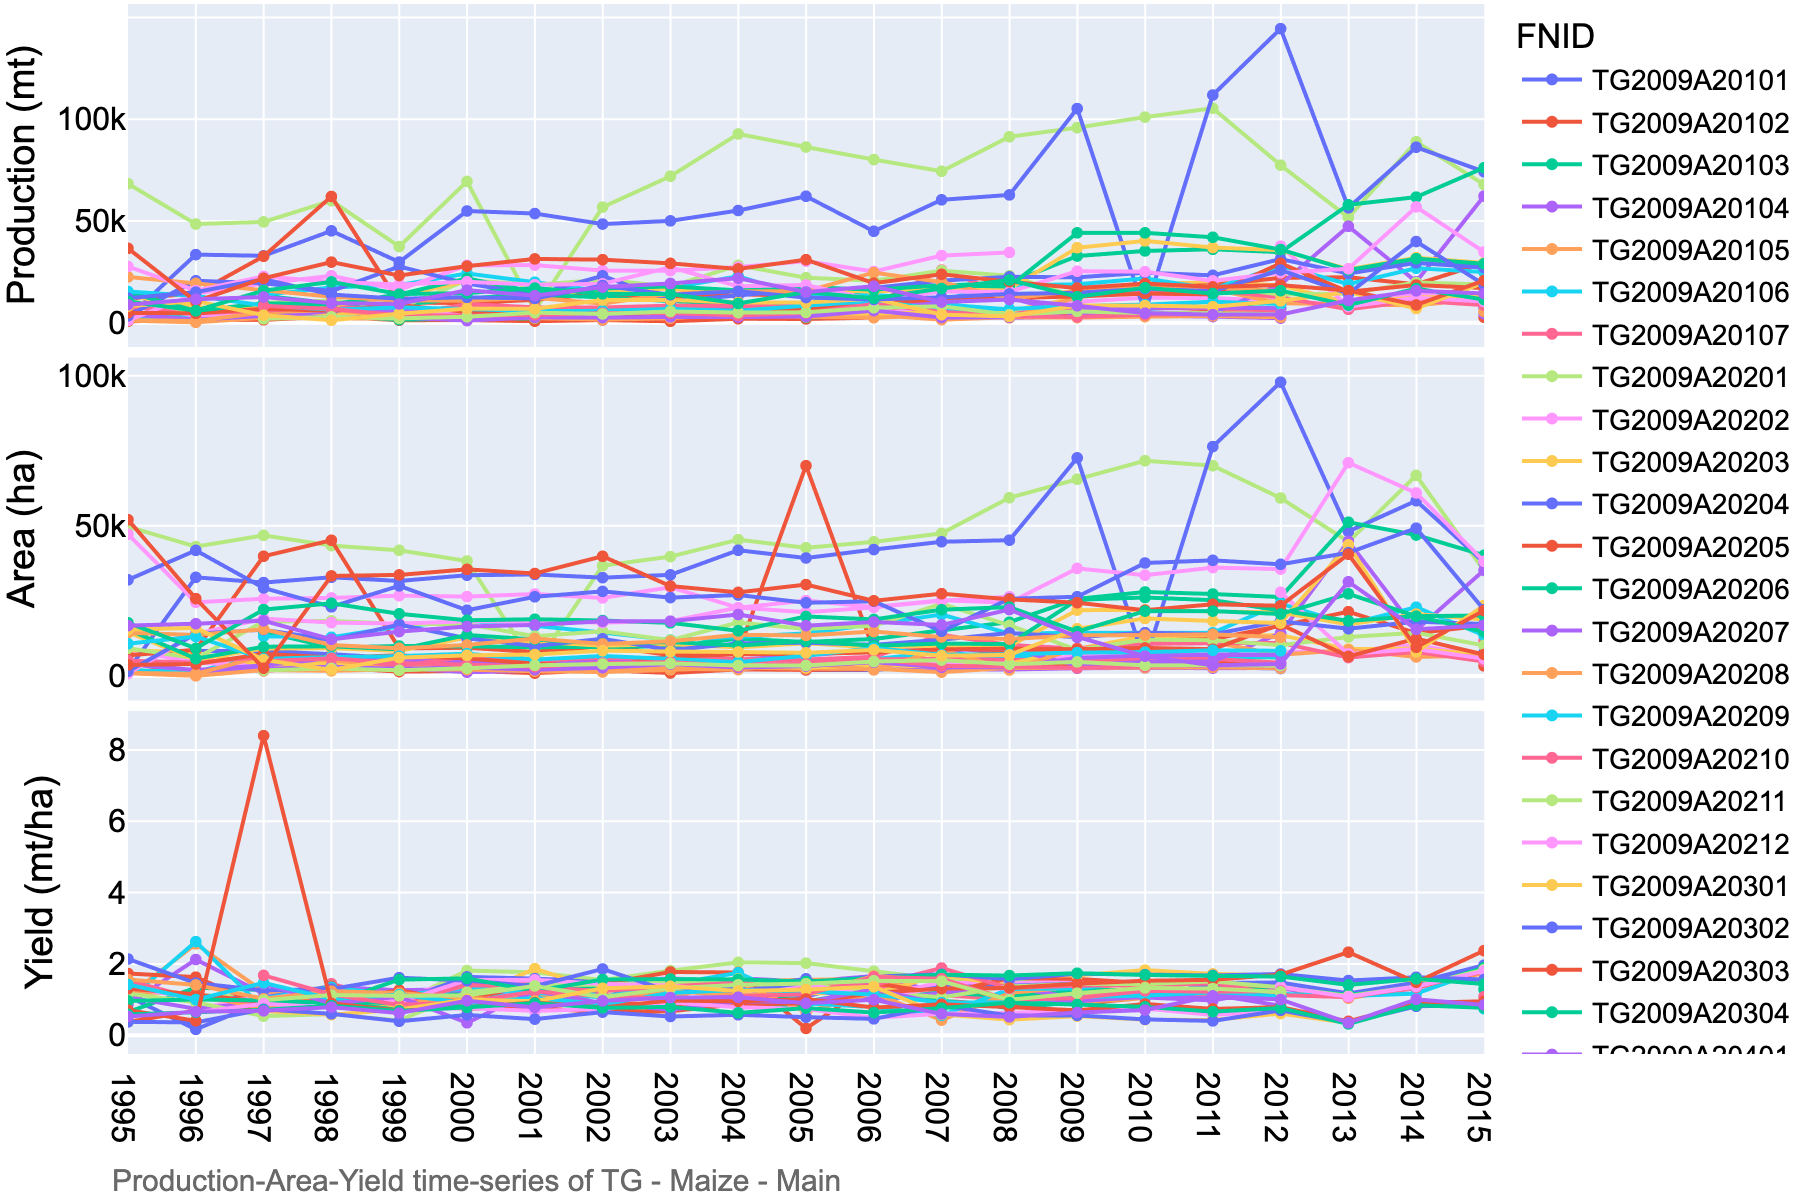 Production (mt)
100k
50k
0
Area (ha)
100k
50k
0
Yield (mt/ha)
8
6
4
2
0
1995
1996
1997
1998
1999
2000
2001
2002
2003
2004
2005
2006
2007
2008
2009
2010
2011
2012
2013
2014
2015
FNID
TG2009A20101
TG2009A20102
TG2009A20103
TG2009A20104
TG2009A20105
TG2009A20106
TG2009A20107
TG2009A20201
TG2009A20202
TG2009A20203
TG2009A20204
TG2009A20205
TG2009A20206
TG2009A20207
TG2009A20208
TG2009A20209
TG2009A20210
TG2009A20211
TG2009A20212
TG2009A20301
TG2009A20302
TG2009A20303
TG2009A20304
TG2009A20401
Production-Area-Yield time-series of TG - Maize - Main